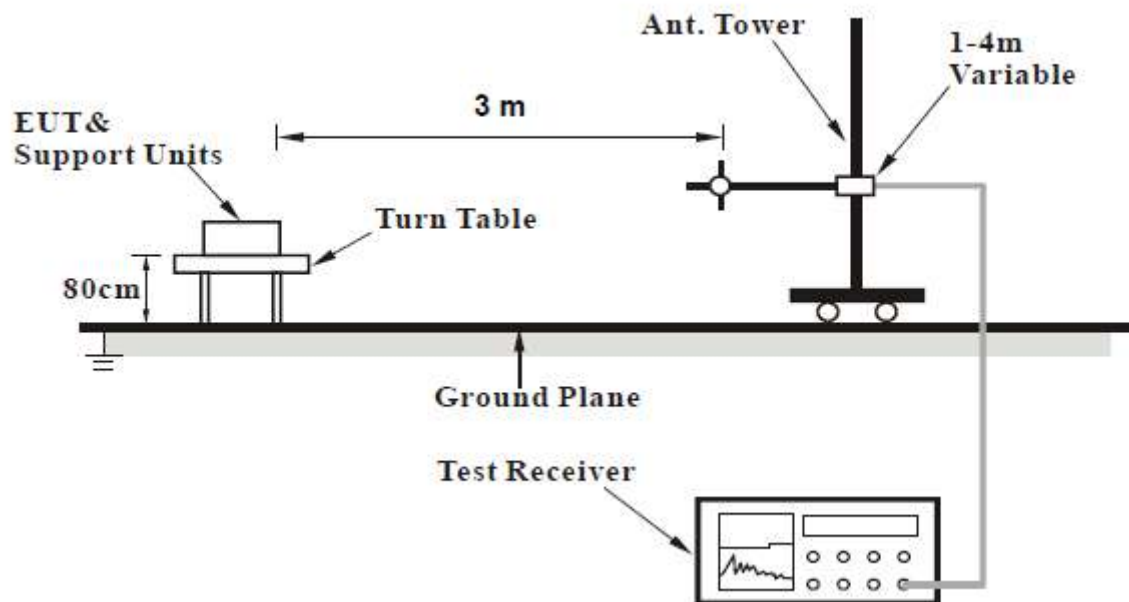 Ant. Tower
1-4m
Variable
3 m
EUT&
Support Units
Turn Table
80cm
Ground Plane
Test Receiver